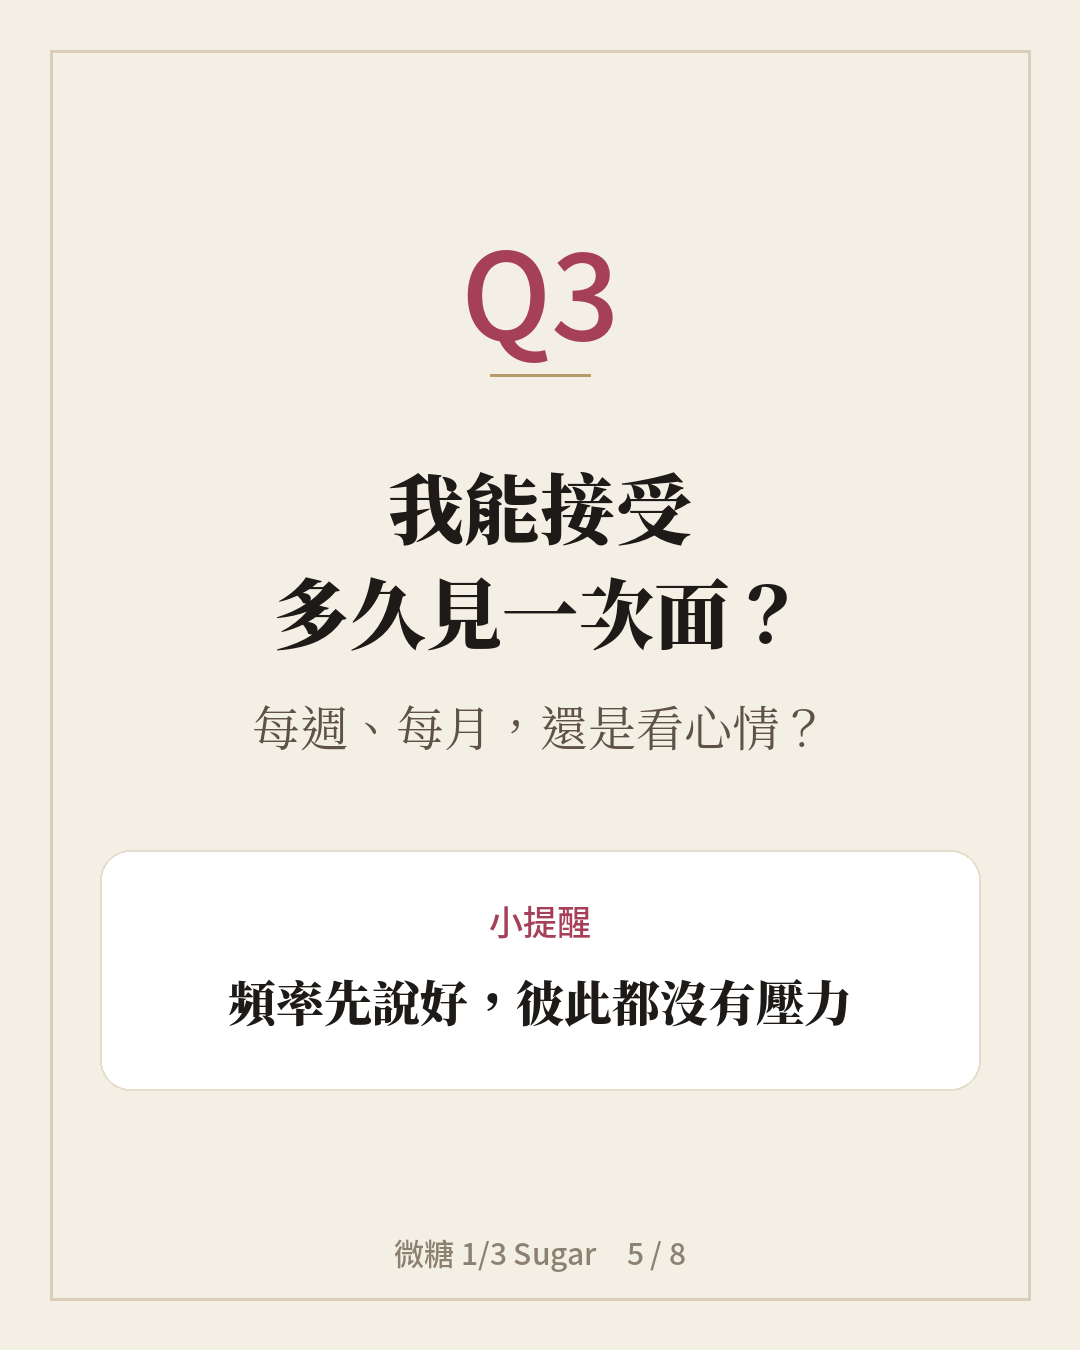 Q3
我能接受
多久見一次面？
每週、每月，還是看心情？
小提醒
頻率先說好，彼此都沒有壓力
微糖 1/3 Sugar 5 / 8